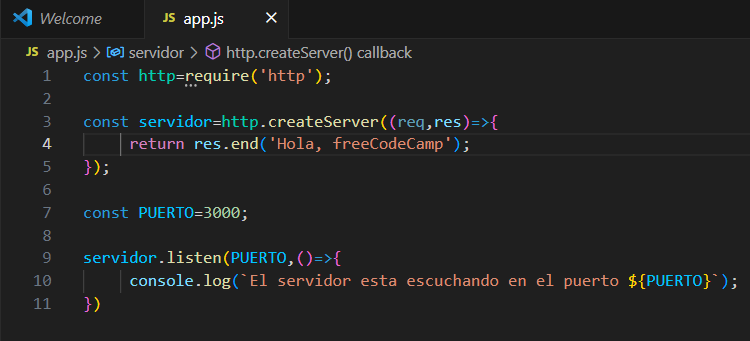 Welcome
JS app.js
JS app.js > servidor > http.createServer() callback
1 const http=require('http');
2
3 const servidor=http.createServer((req,res)=>{
4 return res.end('Hola, freeCodeCamp');
5 });
6
7 const PUERTO=3000;
8
9 servidor.listen(PUERTO,()=>{
10 console.log(`El servidor esta escuchando en el puerto ${PUERTO}`);
11 })